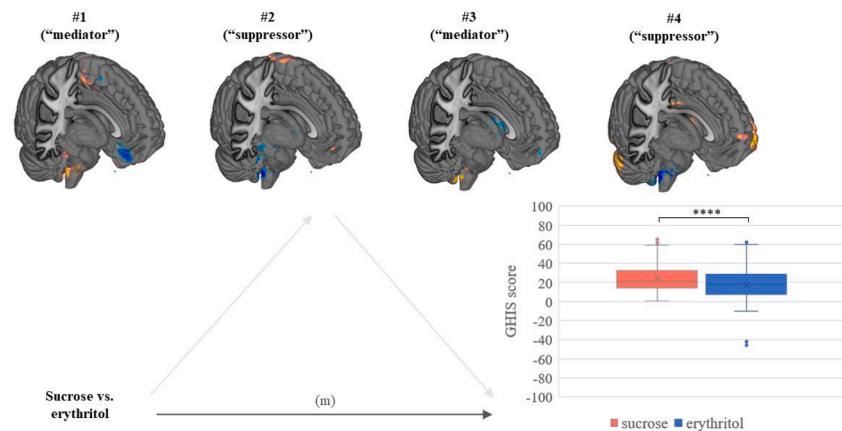 #1
("mediator")
#2
("suppressor")
#3
("mediator")
#4
("suppressor")
100
80
60
40
20
0
-20
-40
-60
-80
-100
GHIS score
****
Sucrose vs.
erythritol
(m)
sucrose
erythritol